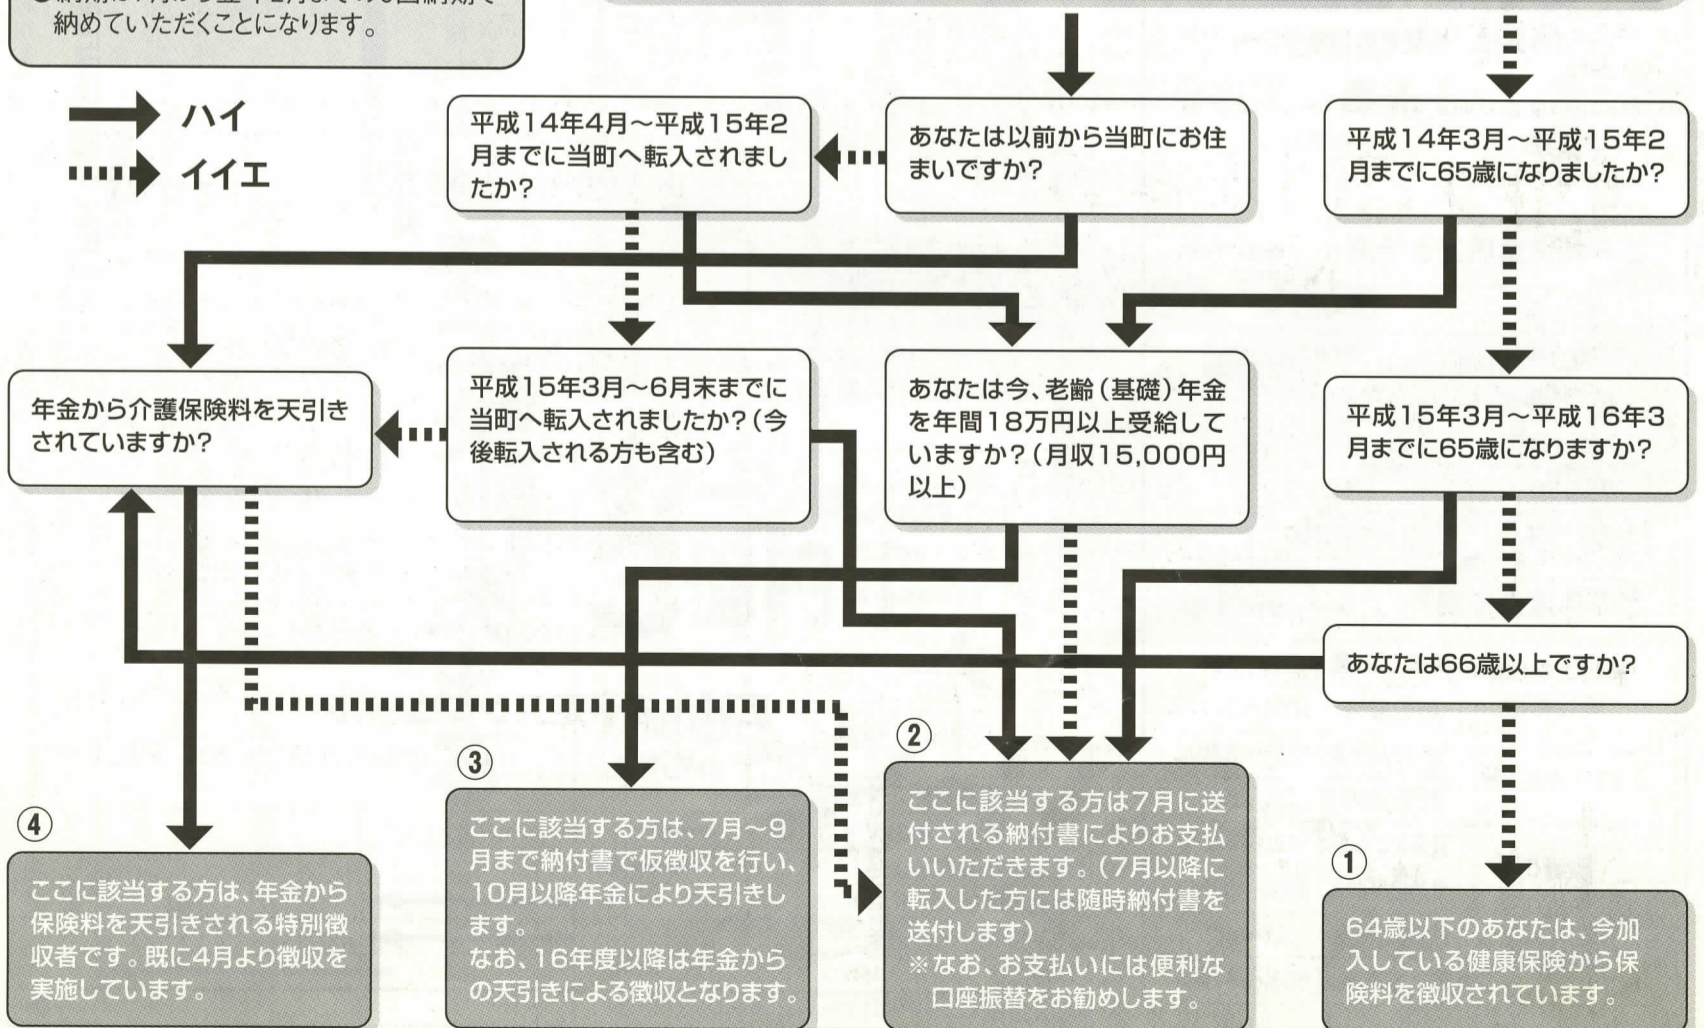 納めていただくことになります。
ハイ
イイエ
平成14年4月～平成15年2
月までに当町へ転入されまし
たか？
あなたは以前から当町にお住
まいですか？
平成14年3月～平成15年2
月までに65歳になりましたか？
年金から介護保険料を天引き
されていますか？
平成15年3月～6月末までに
当町へ転入されましたか？（今
後転入される方も含む）
あなたは今、老齢（基礎）年金
を年間18万円以上受給して
いますか？（月収15,000円
以上）
平成15年3月～平成16年3
月までに65歳になりますか？
あなたは66歳以上ですか？
④
ここに該当する方は、年金から
保険料を天引きされる特別徴
収者です。既に4月より徴収を
実施しています。
③
ここに該当する方は、7月～9
月まで納付書で仮徴収を行い、
10月以降年金により天引きし
ます。
なお、16年度以降は年金から
の天引きによる徴収となります。
②
ここに該当する方は7月に送
付される納付書によりお支払
いいただきます。（7月以降に
転入した方には随時納付書を
送付します）
※なお、お支払いには便利な
口座振替をお勧めします。
①
64歳以下のあなたは、今加
入している健康保険から保
険料を徴収されています。